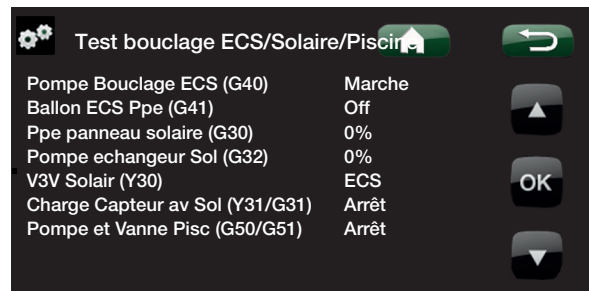 Test bouclage ECS/Solaire/Piscine
Pompe Bouclage ECS (G40) Marche
Ballon ECS Ppe (G41) Off
Ppe panneau solaire (G30) 0%
Pompe echangeur Sol (G32) 0%
V3V Solair (Y30) ECS
Charge Capteur av Sol (Y31/G31) Arrêt
Pompe et Vanne Pisc (G50/G51) Arrêt
OK